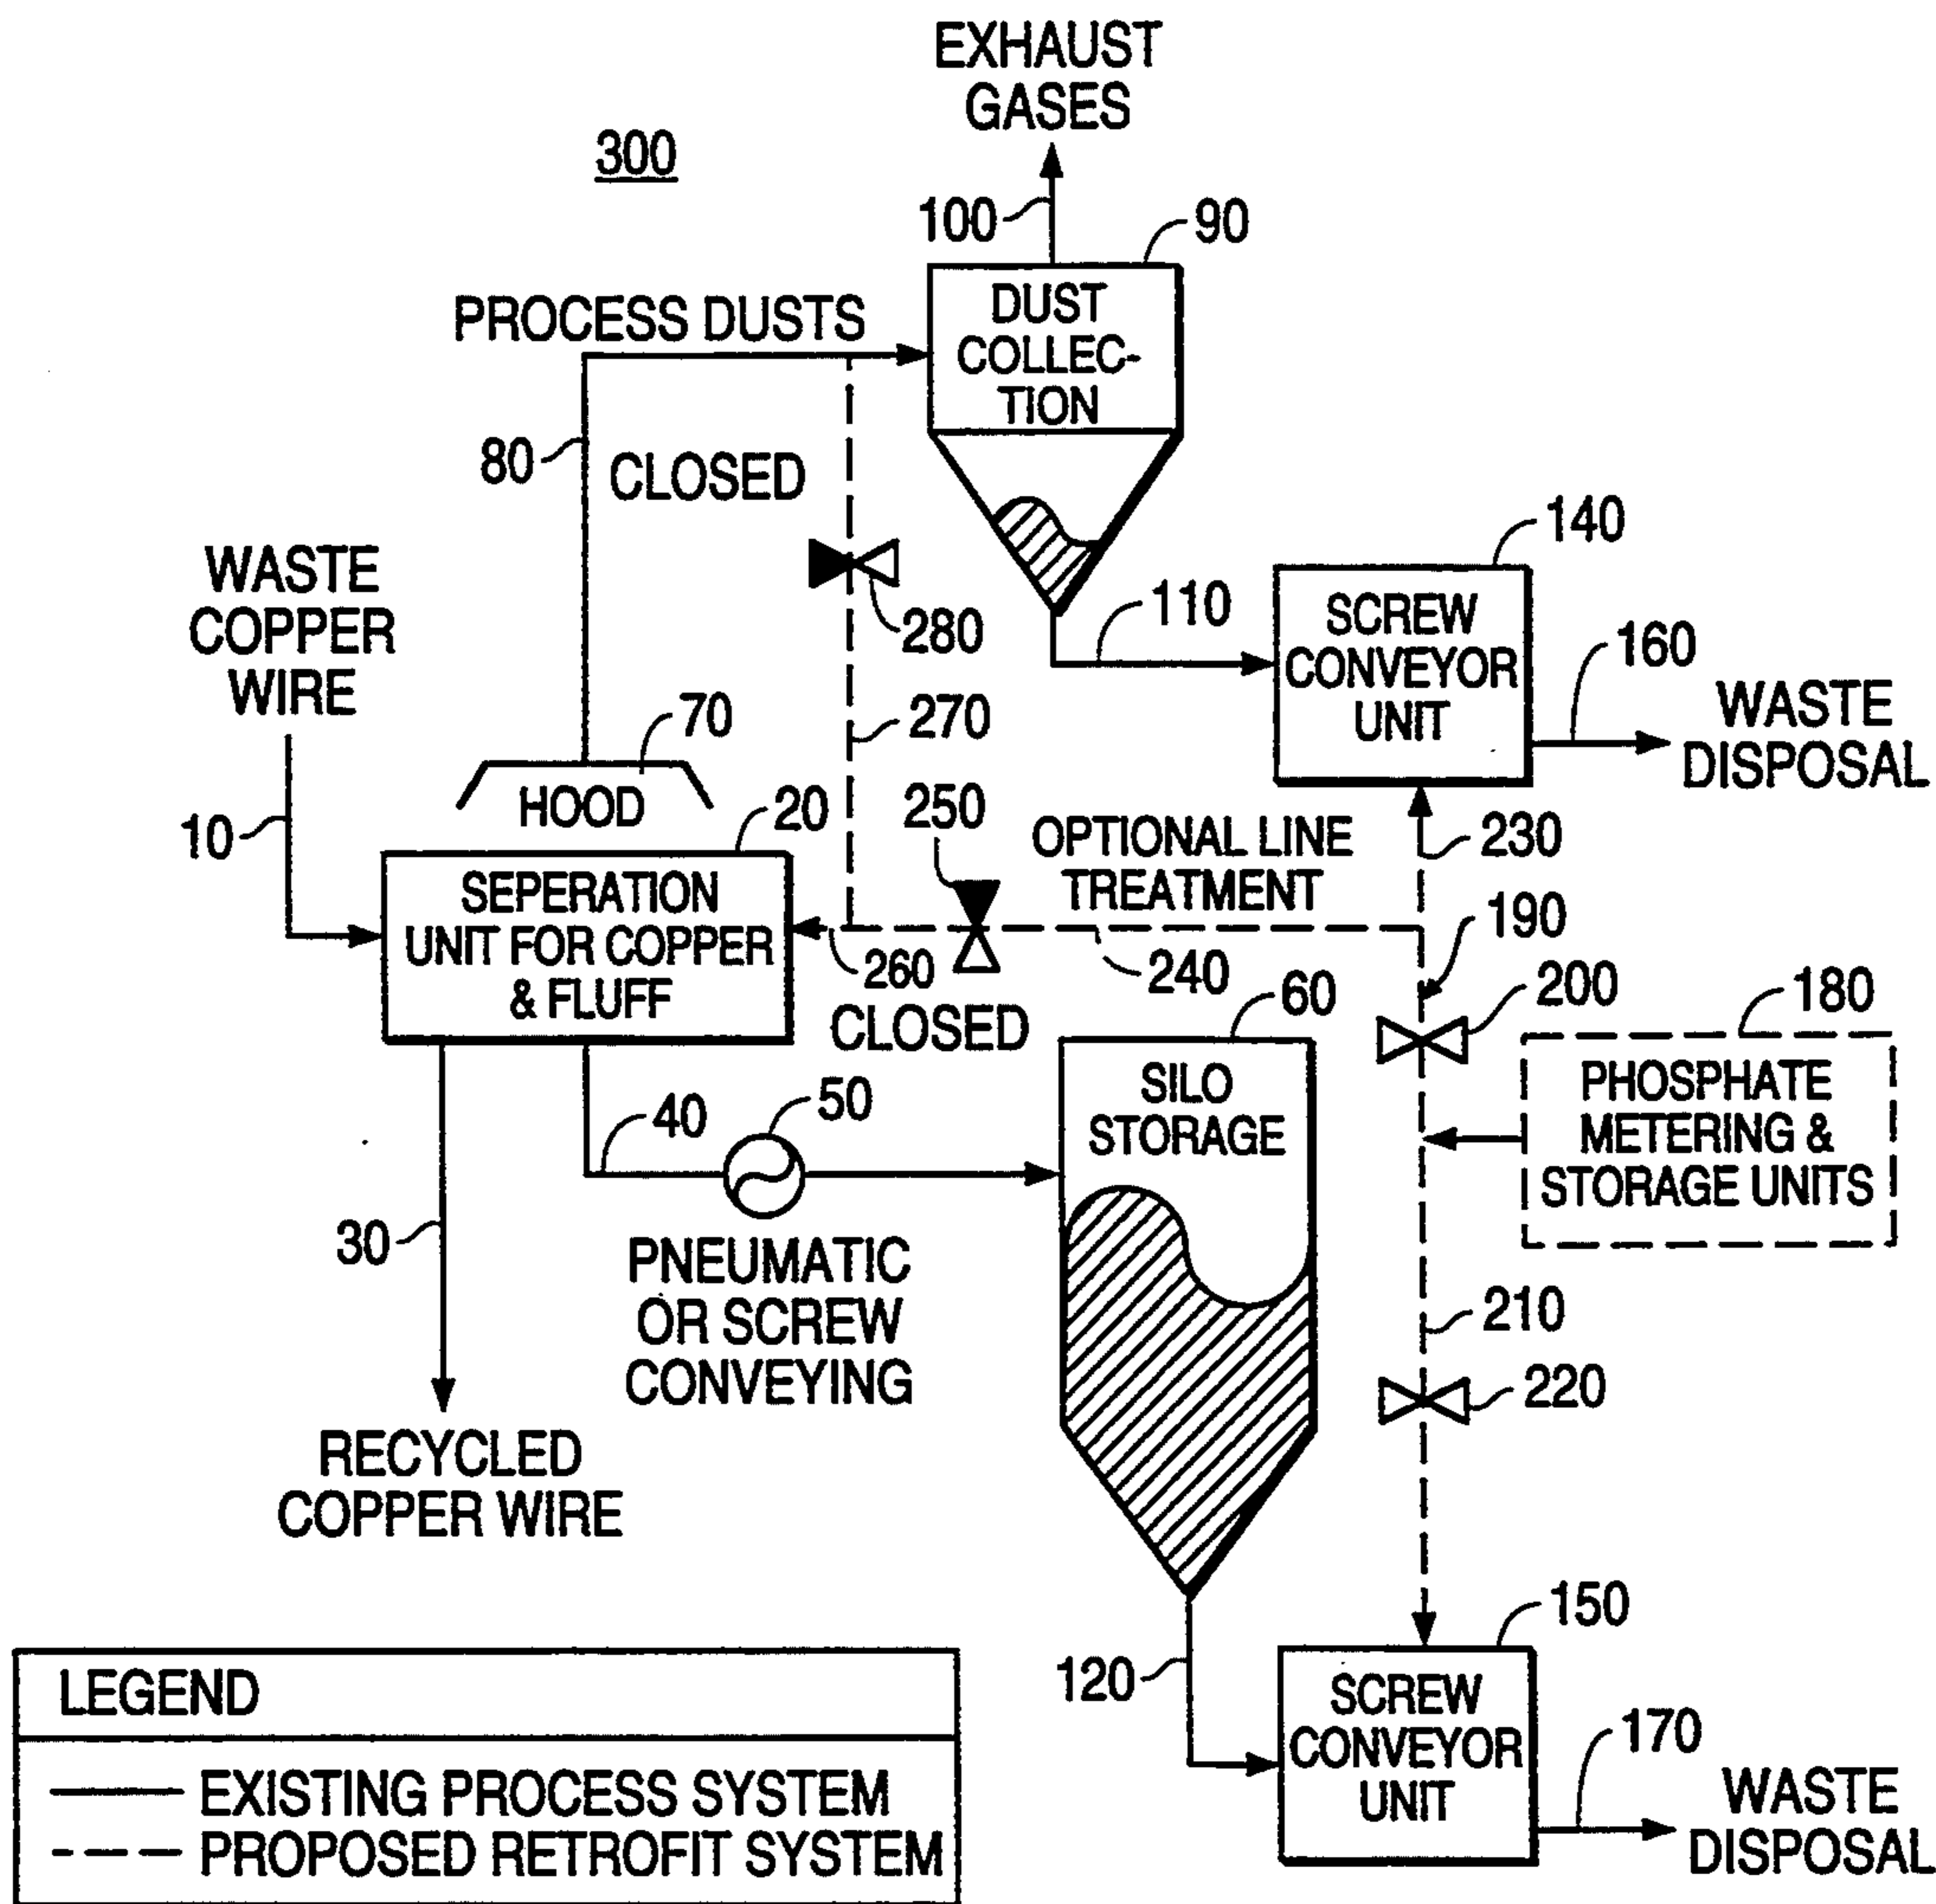 EXHAUST
GASES
300
100
90
DUST
COLLEC-
TION
PROCESS DUSTS
80
CLOSED
280
110
140
SCREW
CONVEYOR
UNIT
160
WASTE
DISPOSAL
WASTE
COPPER
WIRE
10
70
HOOD
270
20
250
SEPERATION
UNIT FOR COPPER
& FLUFF
260
CLOSED
OPTIONAL LINE
TREATMENT
240
230
190
200
180
PHOSPHATE
METERING &
STORAGE UNITS
60
SILO
STORAGE
40
50
30
PNEUMATIC
OR SCREW
CONVEYING
RECYCLED
COPPER WIRE
210
220
120
150
SCREW
CONVEYOR
UNIT
170
WASTE
DISPOSAL
LEGEND
EXISTING PROCESS SYSTEM
PROPOSED RETROFIT SYSTEM